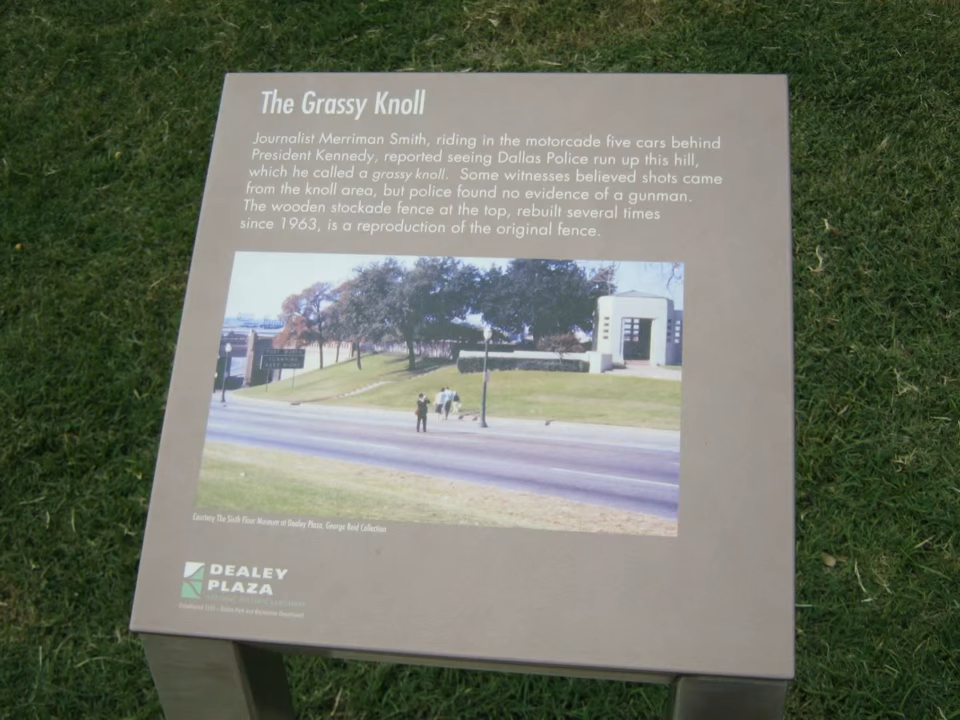 The Grassy Knoll
Journalist Merriman Smith, riding in the motorcade five cars behind
President Kennedy, reported seeing Dallas Police run up this hill,
which he called a grassy knoll. Some witnesses believed shots came
from the knoll area, but police found no evidence of a gunman.
The wooden stockade fence at the top, rebuilt several times
since 1963, is a reproduction of the original fence.
Courtesy The Sixth Floor Museum at Dealey Plaza, George Reid Collection
DEALEY
PLAZA